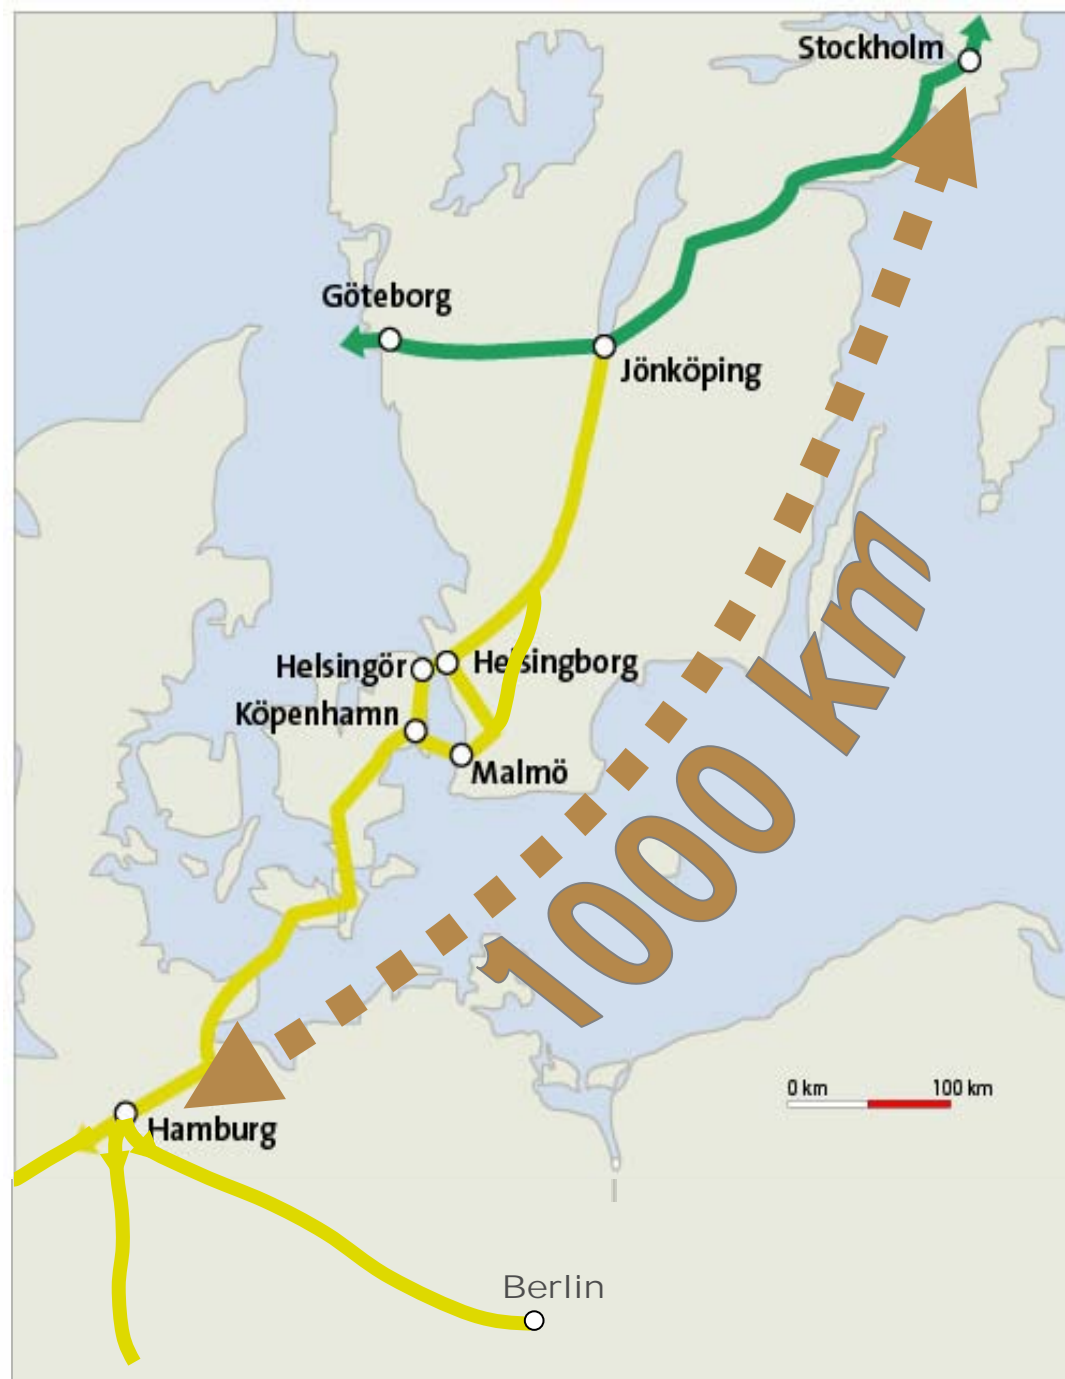 Stockholm
Göteborg
Jönköping
Helsingör
Helsingborg
Köpenhamn
Malmö
1000 km
0 km
100 km
Hamburg
Berlin